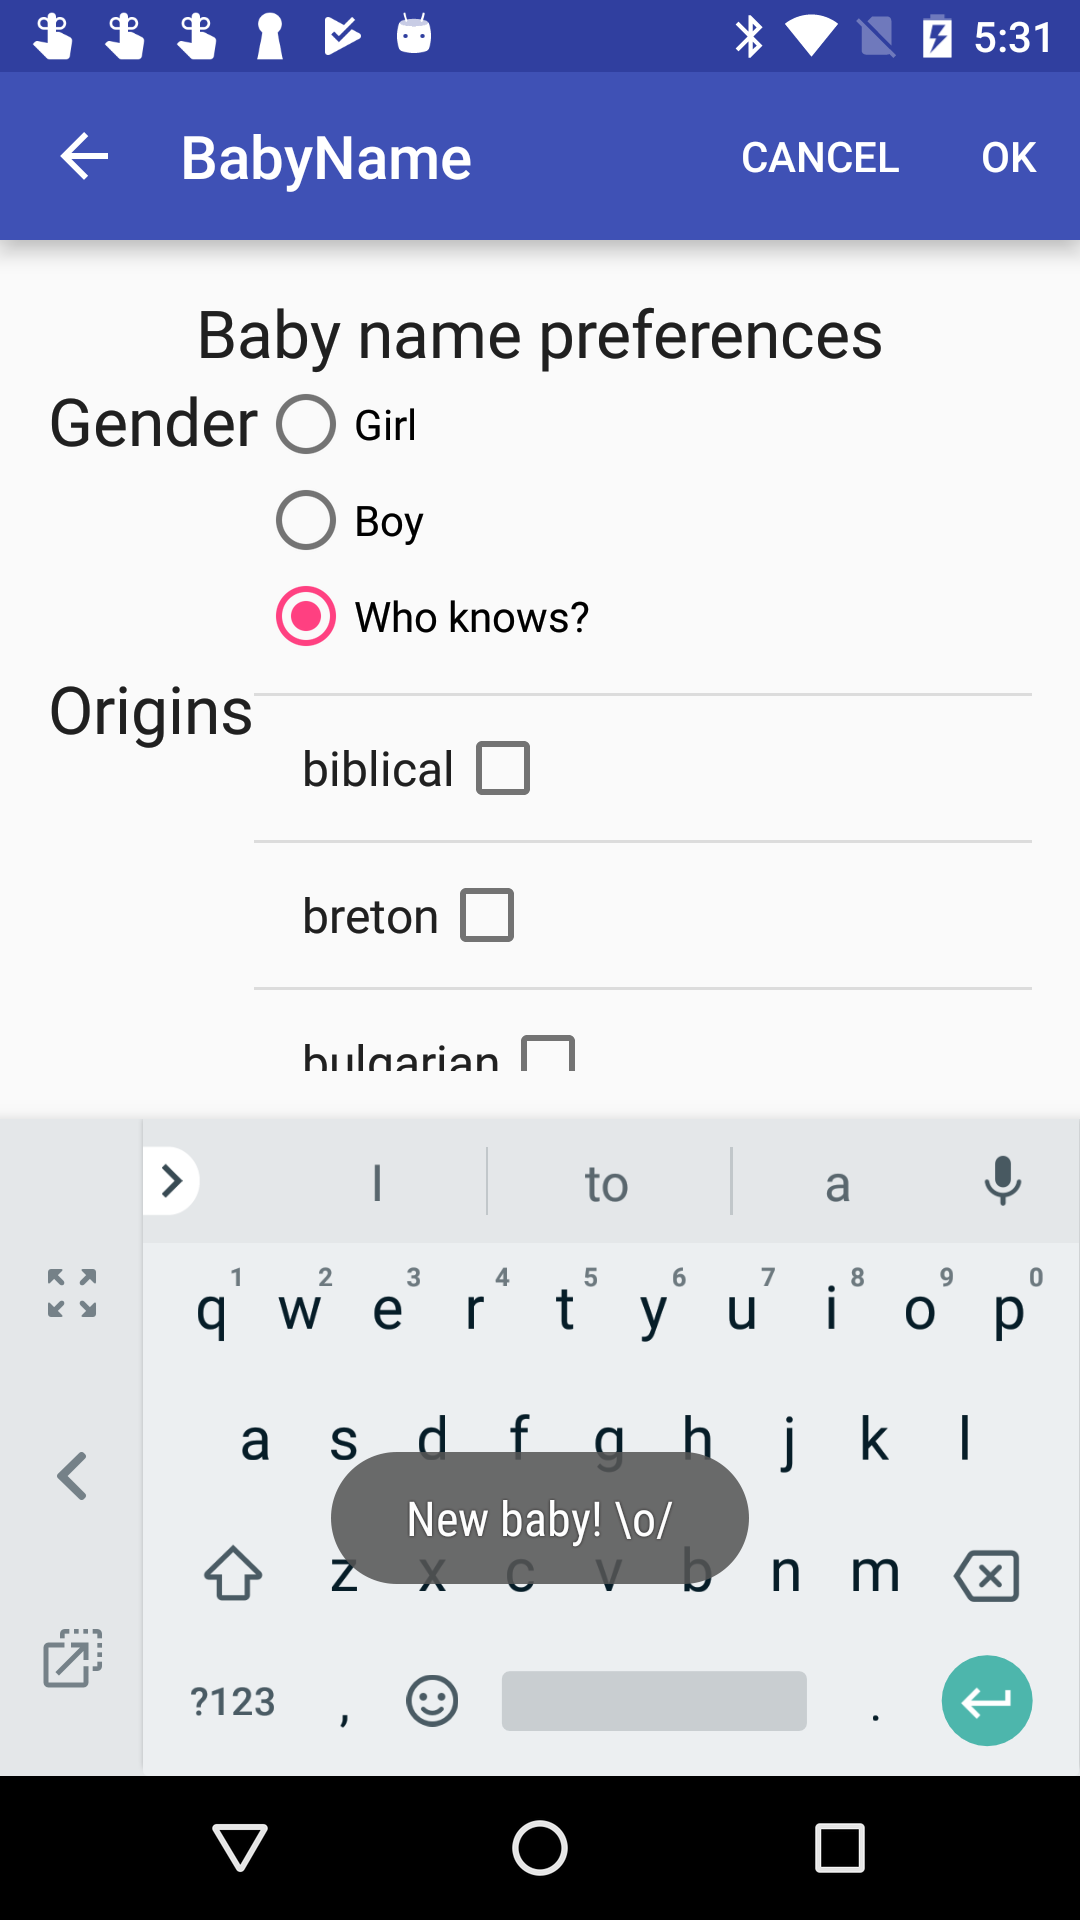 5:31
BabyName CANCEL OK
Baby name preferences
Gender Girl
Boy
Who knows?
Origins
biblical
breton
bulgarian
I to a
1 2 3 4 5 6 7 8 9 0
q w e r t y u i o p
a s d f g h j k l
New baby! \o/
z x c v b n m
?123 , .